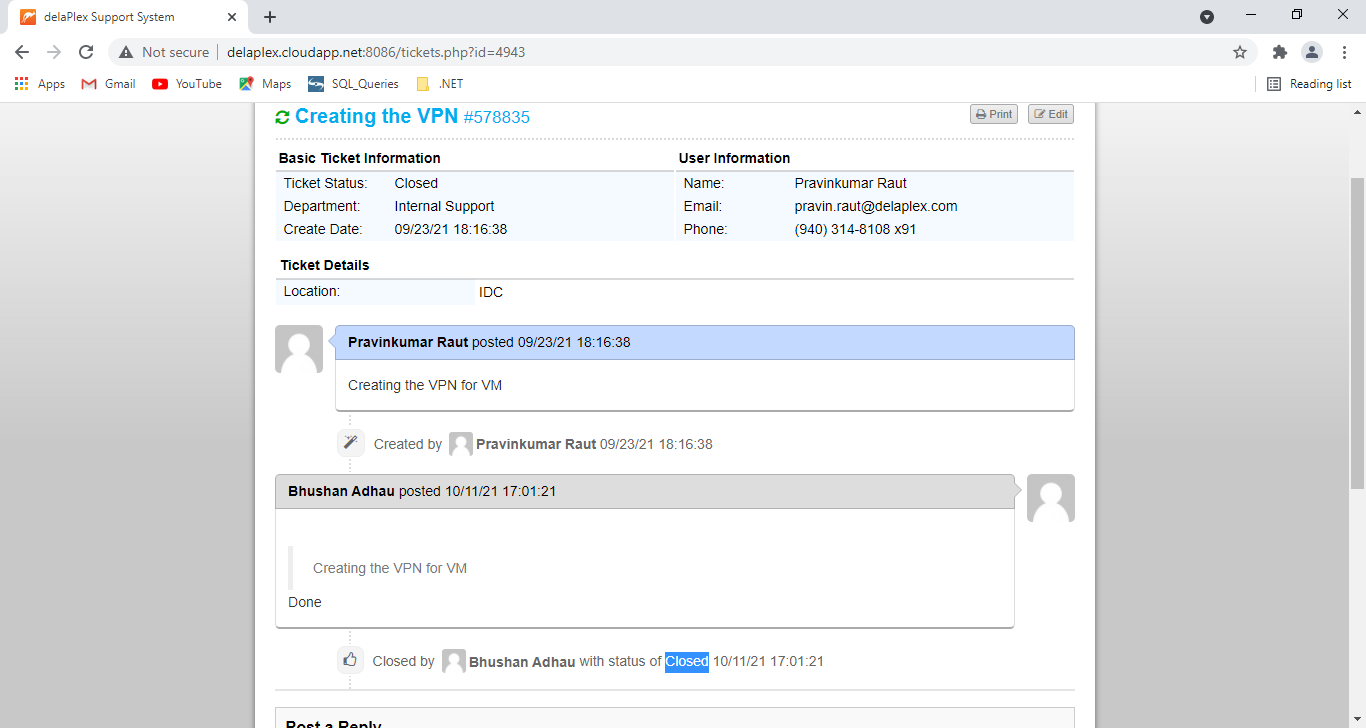 delaPlex Support System
Not secure delaplex.cloudapp.net:8086/tickets.php?id=4943
Apps Gmail YouTube Maps SQL_Queries .NET Reading list
Creating the VPN #578835 Print Edit
Basic Ticket Information User Information
Ticket Status: Closed Name: Pravinkumar Raut
Department: Internal Support Email: pravin.raut@delaplex.com
Create Date: 09/23/21 18:16:38 Phone: (940) 314-8108 x91
Ticket Details
Location: IDC
Pravinkumar Raut posted 09/23/21 18:16:38
Creating the VPN for VM
Created by Pravinkumar Raut 09/23/21 18:16:38
Bhushan Adhau posted 10/11/21 17:01:21
Creating the VPN for VM
Done
Closed by Bhushan Adhau with status of Closed 10/11/21 17:01:21
Post a Reply